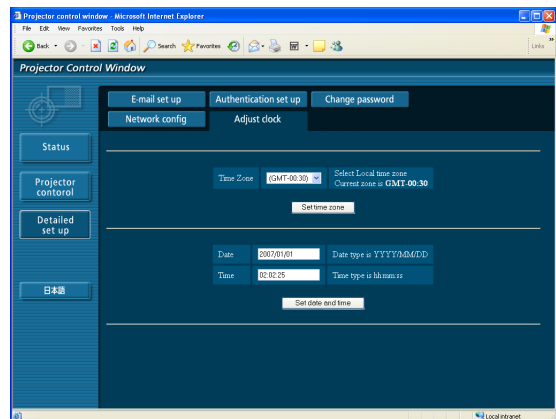 Projector control window - Microsoft Internet Explorer
File Edit View Favorites Tools Help
Back Search Favorites Links
Projector Control Window
E-mail set up Authentication set up Change password
Network config Adjust clock
Status
Projector
contorol
Detailed
set up
日本語
Time Zone (GMT-00:30) Select Local time zone
Current zone is GMT-00:30
Set time zone
Date 2007/01/01 Date type is YYYY/MM/DD
Time 02:02:25 Time type is hh:mm:ss
Set date and time
Local intranet